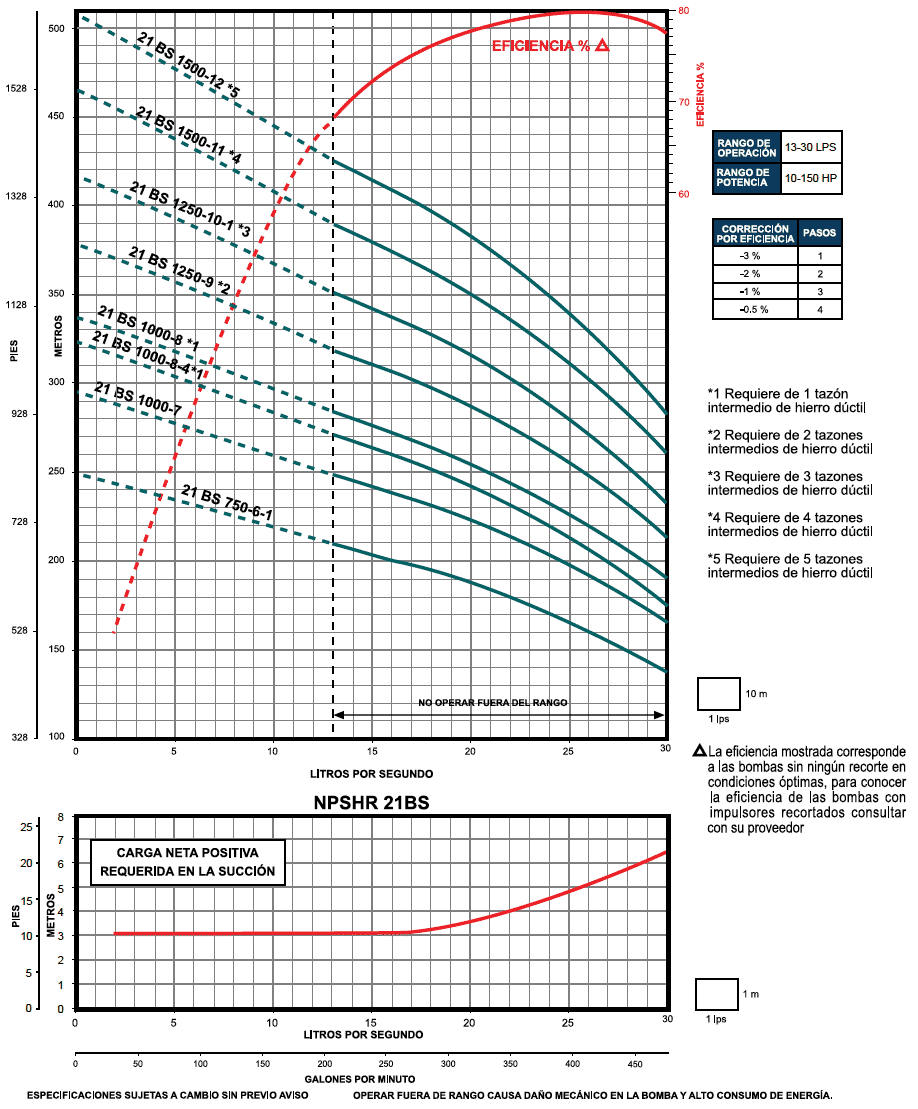 500
450
400
350
300
250
200
150
100
1528
1328
1128
928
728
528
328
PIES
METROS
21 BS 1500-12 *5
21 BS 1500-11 *4
21 BS 1250-10-1 *3
21 BS 1250-9 *2
21 BS 1000-8 *1
21 BS 1000-8-4*1
21 BS 1000-7
21 BS 750-6-1
EFICIENCIA % Δ
80
70
60
EFICIENCIA %
NO OPERAR FUERA DEL RANGO
0 5 10 15 20 25 30
LITROS POR SEGUNDO
RANGO DE OPERACIÓN 13-30 LPS
RANGO DE POTENCIA 10-150 HP
CORRECCIÓN POR EFICIENCIA PASOS
-3 % 1
-2 % 2
-1 % 3
-0.5 % 4
*1 Requiere de 1 tazón
intermedio de hierro dúctil
*2 Requiere de 2 tazones
intermedios de hierro dúctil
*3 Requiere de 3 tazones
intermedios de hierro dúctil
*4 Requiere de 4 tazones
intermedios de hierro dúctil
*5 Requiere de 5 tazones
intermedios de hierro dúctil
10 m
1 lps
Δ La eficiencia mostrada corresponde
a las bombas sin ningún recorte en
condiciones óptimas, para conocer
la eficiencia de las bombas con
impulsores recortados consultar
con su proveedor
NPSHR 21BS
CARGA NETA POSITIVA
REQUERIDA EN LA SUCCIÓN
25
20
15
10
5
0
PIES
8
7
6
5
4
3
2
1
0
METROS
0 5 10 15 20 25 30
LITROS POR SEGUNDO
1 m
1 lps
0 50 100 150 200 250 300 350 400 450
GALONES POR MINUTO
ESPECIFICACIONES SUJETAS A CAMBIO SIN PREVIO AVISO OPERAR FUERA DE RANGO CAUSA DAÑO MECÁNICO EN LA BOMBA Y ALTO CONSUMO DE ENERGÍA.